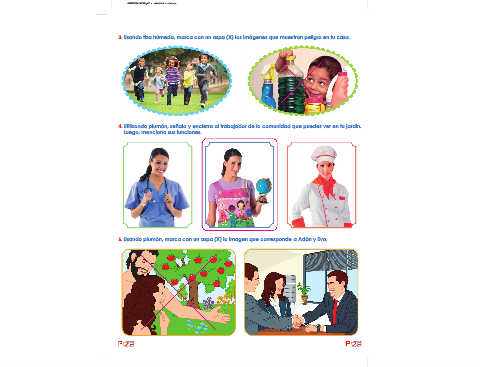 3. Usando tiza húmeda, marca con un aspa (X) las imágenes que muestran peligro en tu casa.
4. Utilizando plumón, señala y encierra al trabajador de la comunidad que puedes ver en tu jardín.
Luego, menciona sus funciones.
5. Usando plumón, marca con un aspa (X) la imagen que corresponde a Adán y Eva.